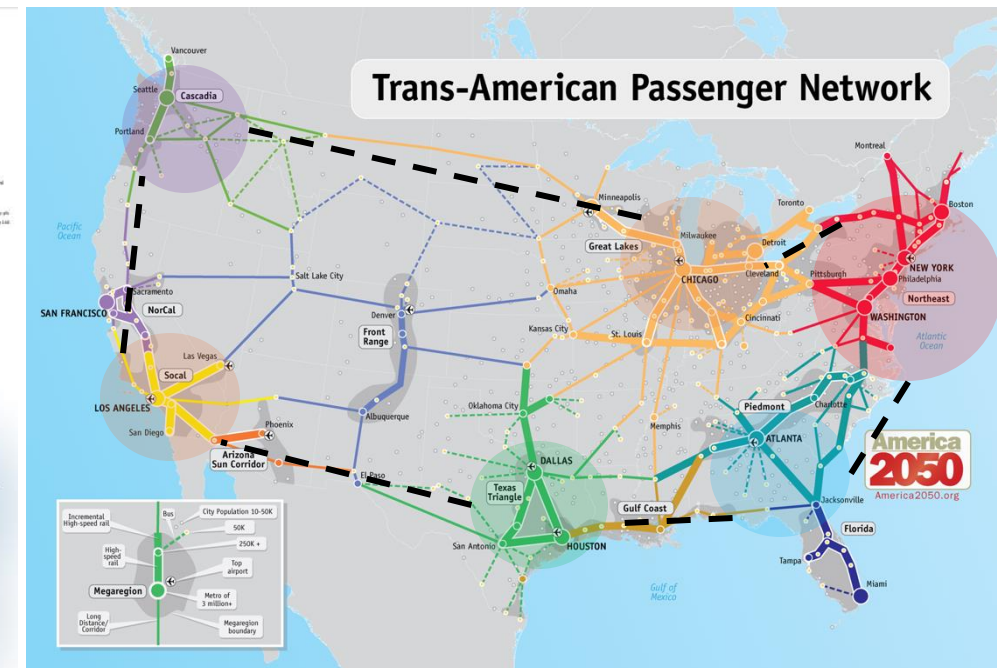 Trans-American Passenger Network
Vancouver
Seattle
Cascadia
Portland
Pacific
Ocean
Montreal
Minneapolis
Toronto
Boston
Great Lakes
Milwaukee
Detroit
CHICAGO
Cleveland
Pittsburgh
NEW YORK
Philadelphia
Northeast
WASHINGTON
Salt Lake City
Sacramento
SAN FRANCISCO
NorCal
Omaha
Denver
Front
Range
Kansas City
St. Louis
Cincinnati
Atlantic
Ocean
Las Vegas
Socal
LOS ANGELES
San Diego
Phoenix
Arizona
Sun Corridor
Albuquerque
El Paso
Oklahoma City
Memphis
Piedmont
Charlotte
ATLANTA
America
2050
America2050.org
DALLAS
Texas
Triangle
Gulf Coast
San Antonio
HOUSTON
Jacksonville
Florida
Tampa
Miami
Gulf of
Mexico
Incremental
High-speed rail
Bus
City Population 10-50K
50K
250K +
High-
speed
rail
Top
airport
Megaregion
Metro of
3 million+
Long
Distance/
Corridor
Megaregion
boundary